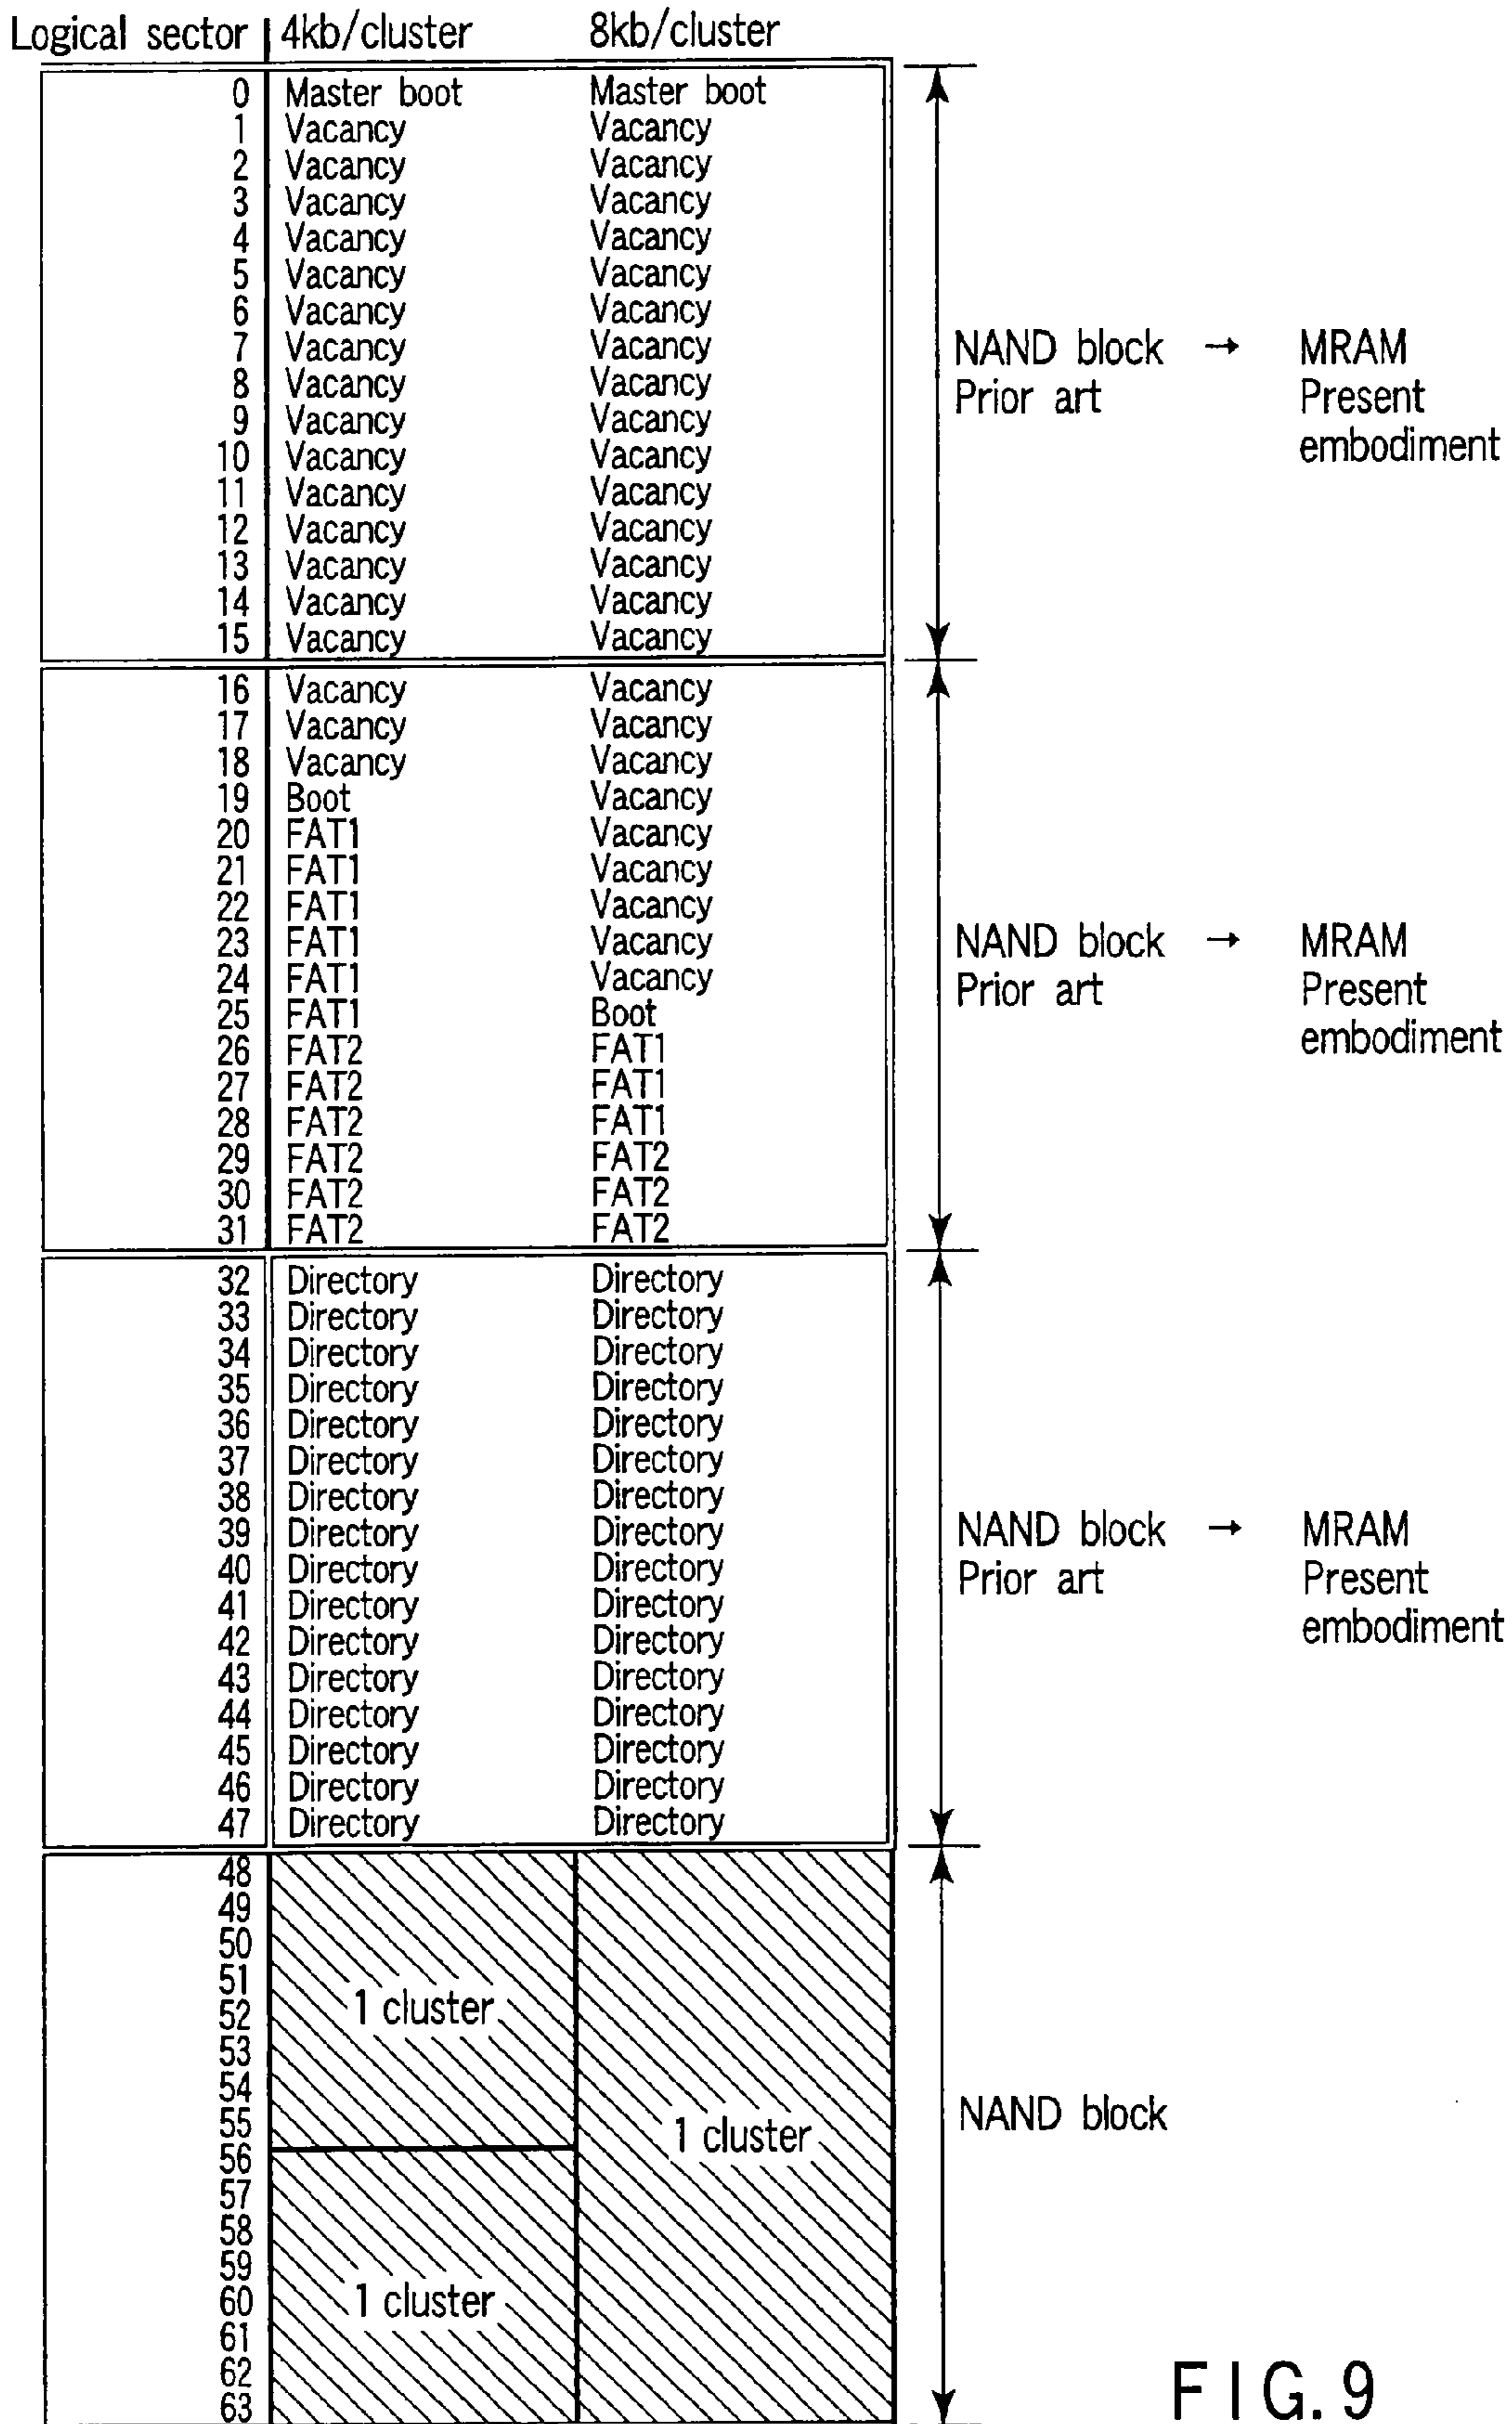 Logical sector 4kb/cluster 8kb/cluster
0 Master boot Master boot
1 Vacancy Vacancy
2 Vacancy Vacancy
3 Vacancy Vacancy
4 Vacancy Vacancy
5 Vacancy Vacancy
6 Vacancy Vacancy
7 Vacancy Vacancy NAND block → MRAM
8 Vacancy Vacancy Prior art Present
9 Vacancy Vacancy embodiment
10 Vacancy Vacancy
11 Vacancy Vacancy
12 Vacancy Vacancy
13 Vacancy Vacancy
14 Vacancy Vacancy
15 Vacancy Vacancy
16 Vacancy Vacancy
17 Vacancy Vacancy
18 Vacancy Vacancy
19 Boot Vacancy
20 FAT1 Vacancy
21 FAT1 Vacancy
22 FAT1 Vacancy
23 FAT1 Vacancy NAND block → MRAM
24 FAT1 Vacancy Prior art Present
25 FAT1 Boot embodiment
26 FAT2 FAT1
27 FAT2 FAT1
28 FAT2 FAT1
29 FAT2 FAT2
30 FAT2 FAT2
31 FAT2 FAT2
32 Directory Directory
33 Directory Directory
34 Directory Directory
35 Directory Directory
36 Directory Directory
37 Directory Directory
38 Directory Directory
39 Directory Directory NAND block → MRAM
40 Directory Directory Prior art Present
41 Directory Directory embodiment
42 Directory Directory
43 Directory Directory
44 Directory Directory
45 Directory Directory
46 Directory Directory
47 Directory Directory
48
49
50
51
52 1 cluster
53
54
55 1 cluster NAND block
56
57
58
59
60 1 cluster
61
62
63
FIG. 9